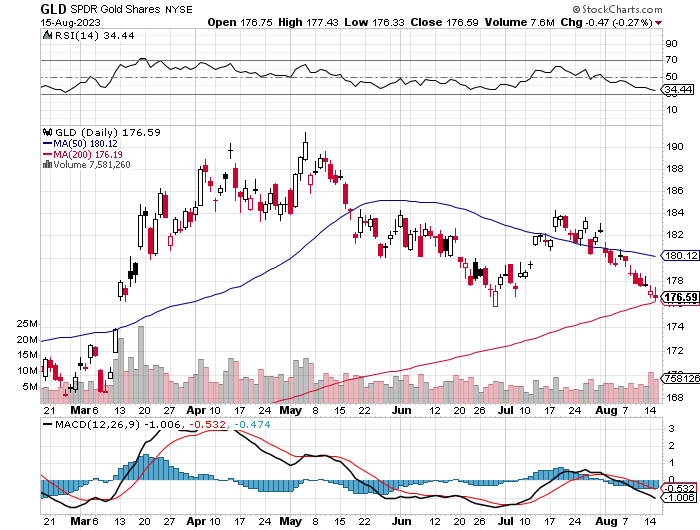 GLD SPDR Gold Shares NYSE © StockCharts.com
15-Aug-2023 Open 176.75 High 177.43 Low 176.33 Close 176.59 Volume 7.6M Chg -0.47 (-0.27%)
RSI(14) 34.44
90
70
50
34.44
30
10
GLD (Daily) 176.59
MA(50) 180.12
MA(200) 176.19
Volume 7,581,260
190
188
186
184
182
180.12
178
176.59
174
172
170
168
25M
20M
15M
10M
5M
758126
21 Mar 6 13 20 27 Apr 10 17 24 May 8 15 22 Jun 12 20 26 Jul 10 17 24 Aug 7 14
MACD(12,26,9) -1.006, -0.532, -0.474
3
2
1
0
-0.532
-1.006
21 Mar 6 13 20 27 Apr 10 17 24 May 8 15 22 Jun 12 20 26 Jul 10 17 24 Aug 7 14